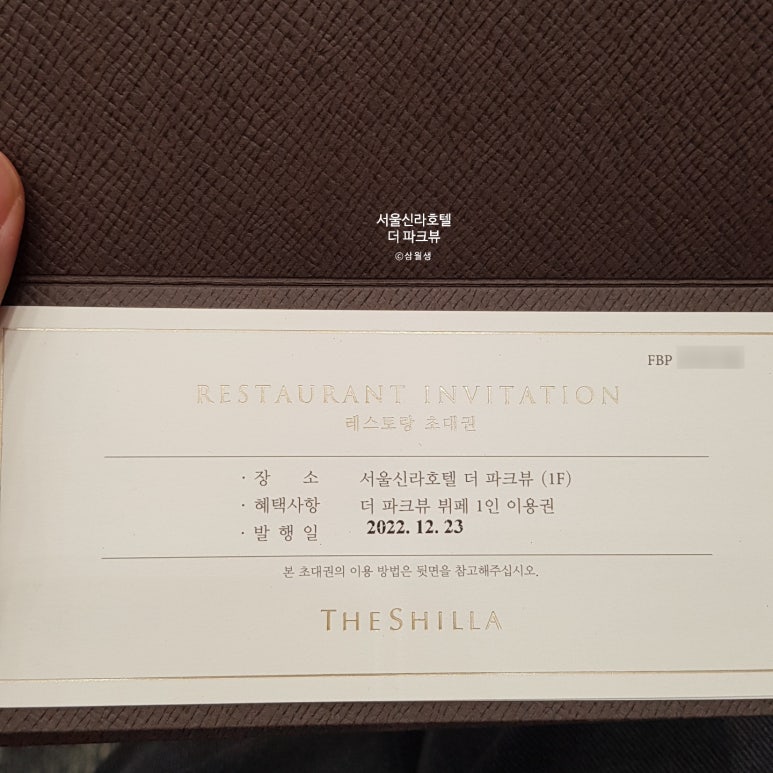 서울신라호텔
더 파크뷰
©삼월생
FBP
RESTAURANT INVITATION
레스토랑 초대권
· 장 소 서울신라호텔 더 파크뷰 (1F)
· 혜택사항 더 파크뷰 뷔페 1인 이용권
· 발 행 일 2022. 12. 23
본 초대권의 이용 방법은 뒷면을 참고해주십시오.
THE SHILLA